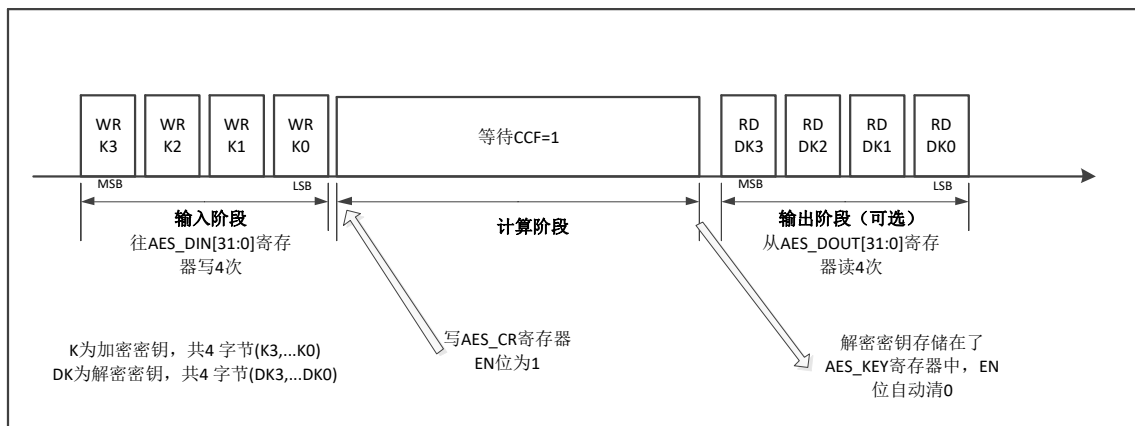 WR
K3
WR
K2
WR
K1
WR
K0
等待CCF=1
RD
DK3
RD
DK2
RD
DK1
RD
DK0
MSB
LSB
MSB
LSB
输入阶段
往AES_DIN[31:0]寄存
器写4次
计算阶段
输出阶段（可选）
从AES_DOUT[31:0]寄存
器读4次
写AES_CR寄存器
EN位为1
K为加密密钥，共4 字节(K3,...K0)
DK为解密密钥，共4 字节(DK3,...DK0)
解密密钥存储在了
AES_KEY寄存器中，EN
位自动清0